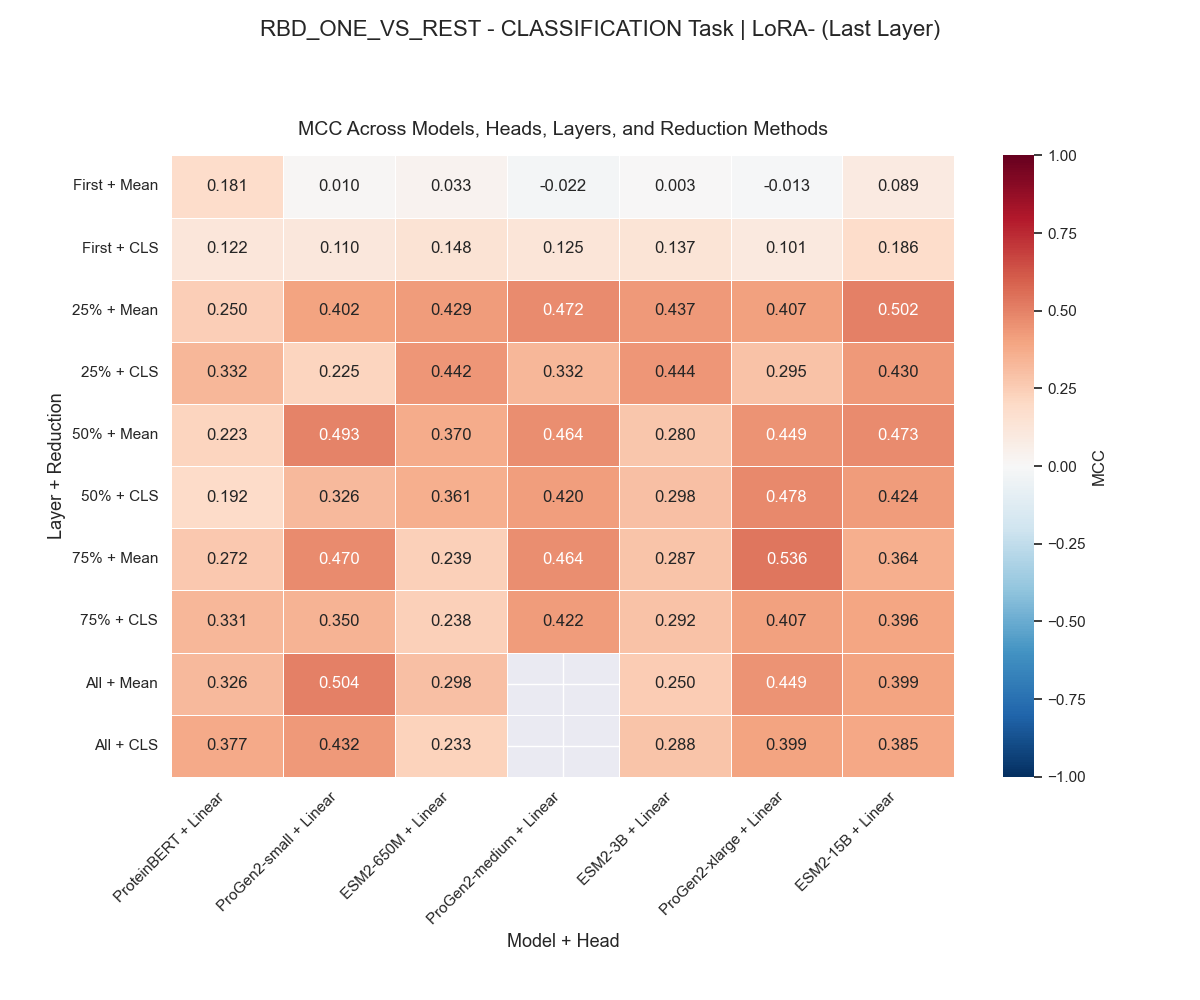 RBD_ONE_VS_REST - CLASSIFICATION Task | LoRA- (Last Layer)
MCC Across Models, Heads, Layers, and Reduction Methods
First + Mean 0.181 0.010 0.033 -0.022 0.003 -0.013 0.089
First + CLS 0.122 0.110 0.148 0.125 0.137 0.101 0.186
25% + Mean 0.250 0.402 0.429 0.472 0.437 0.407 0.502
25% + CLS 0.332 0.225 0.442 0.332 0.444 0.295 0.430
50% + Mean 0.223 0.493 0.370 0.464 0.280 0.449 0.473
50% + CLS 0.192 0.326 0.361 0.420 0.298 0.478 0.424
75% + Mean 0.272 0.470 0.239 0.464 0.287 0.536 0.364
75% + CLS 0.331 0.350 0.238 0.422 0.292 0.407 0.396
All + Mean 0.326 0.504 0.298 0.250 0.449 0.399
All + CLS 0.377 0.432 0.233 0.288 0.399 0.385
Layer + Reduction
ProteinBERT + Linear
ProGen2-small + Linear
ESM2-650M + Linear
ProGen2-medium + Linear
ESM2-3B + Linear
ProGen2-xlarge + Linear
ESM2-15B + Linear
Model + Head
1.00
0.75
0.50
0.25
0.00
−0.25
−0.50
−0.75
−1.00
MCC